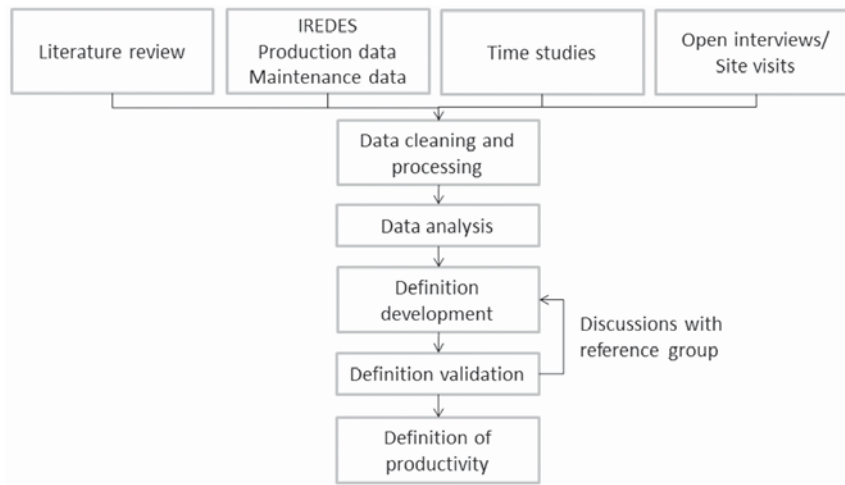 Literature review
IREDES
Production data
Maintenance data
Time studies
Open interviews/
Site visits
Data cleaning and
processing
Data analysis
Definition
development
Discussions with
reference group
Definition validation
Definition of
productivity